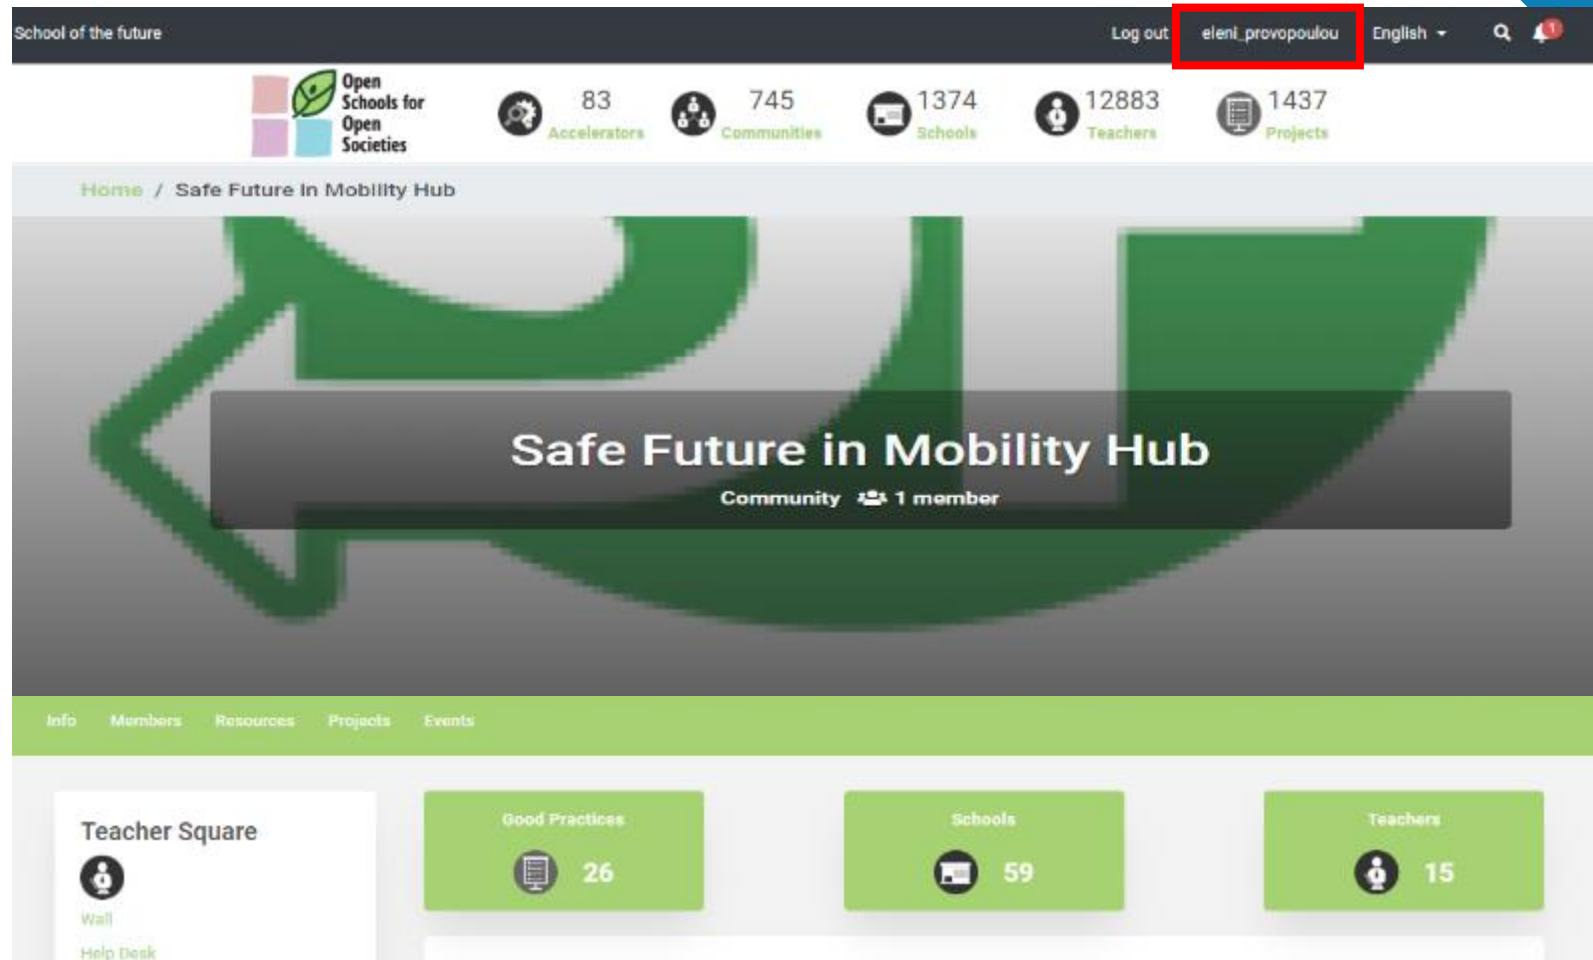 School of the future
Log out eleni_provopoulou English 1
Open
Schools for
Open
Societies
83
Accelerators
745
Communities
1374
Schools
12883
Teachers
1437
Projects
Home / Safe Future in Mobility Hub
Safe Future in Mobility Hub
Community 1 member
Info Members Resources Projects Events
Teacher Square
Wall
Help Desk
Good Practices
26
Schools
59
Teachers
15